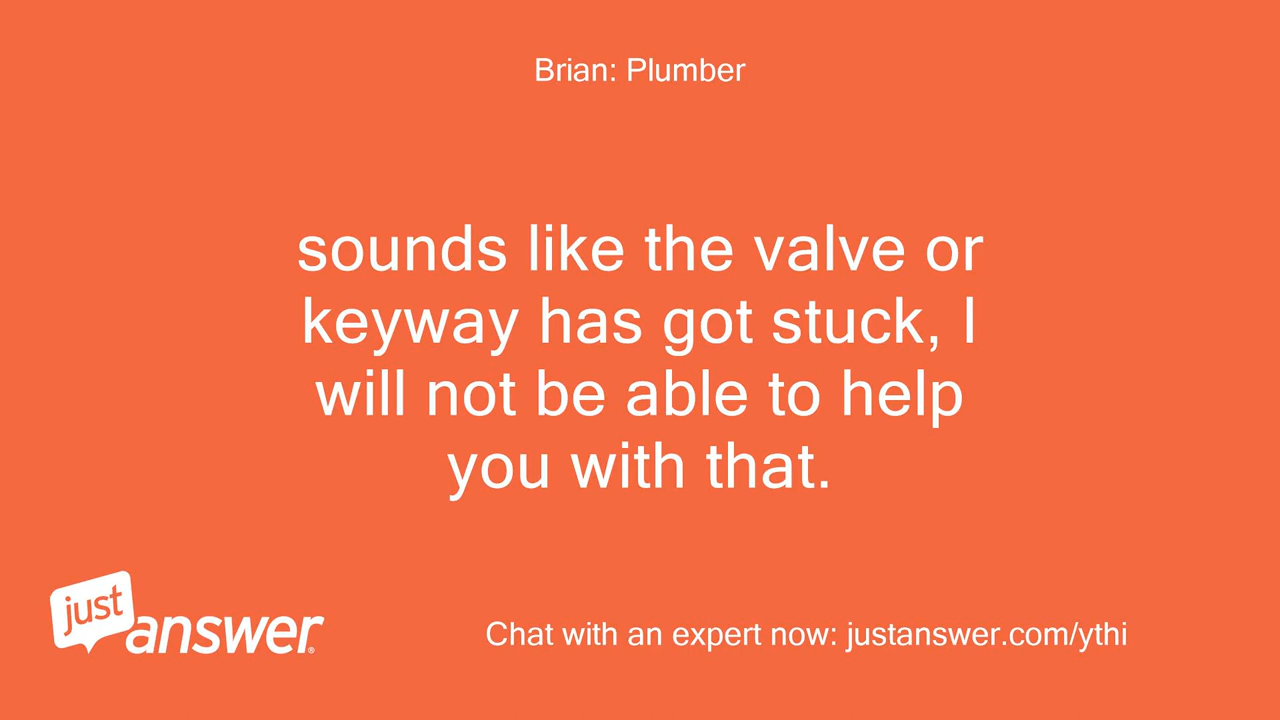 Brian: Plumber
sounds like the valve or
keyway has got stuck, I
will not be able to help
you with that.
just
answer®
Chat with an expert now: justanswer.com/ythi